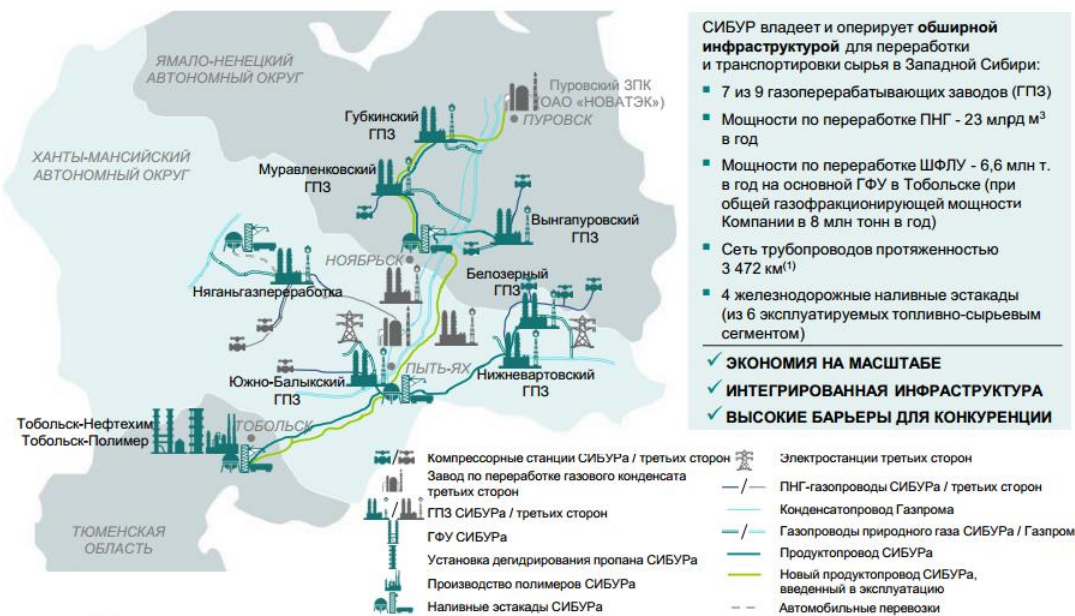 ЯМАЛО-НЕНЕЦКИЙ
АВТОНОМНЫЙ ОКРУГ
ХАНТЫ-МАНСИЙСКИЙ
АВТОНОМНЫЙ ОКРУГ
Пуровский ЗПК
(ОАО «НОВАТЭК»)
ПУРОВСК
Губкинский
ГПЗ
Муравленковский
ГПЗ
Вынгапуровский
ГПЗ
НОЯБРЬСК
Белозерный
ГПЗ
Няганьгазпереработка
ПЫТЬ-ЯХ
Южно-Балыкский
ГПЗ
Нижневартовский
ГПЗ
Тобольск-Нефтехим
Тобольск-Полимер
ТОБОЛЬСК
ТЮМЕНСКАЯ
ОБЛАСТЬ
СИБУР владеет и оперирует обширной
инфраструктурой для переработки
и транспортировки сырья в Западной Сибири:
7 из 9 газоперерабатывающих заводов (ГПЗ)
Мощности по переработке ПНГ - 23 млрд м³
в год
Мощности по переработке ШФЛУ - 6,6 млн т.
в год на основной ГФУ в Тобольске (при
общей газофракционирующей мощности
Компании в 8 млн тонн в год)
Сеть трубопроводов протяженностью
3 472 км⁽¹⁾
4 железнодорожные наливные эстакады
(из 6 эксплуатируемых топливно-сырьевым
сегментом)
✓ ЭКОНОМИЯ НА МАСШТАБЕ
✓ ИНТЕГРИРОВАННАЯ ИНФРАСТРУКТУРА
✓ ВЫСОКИЕ БАРЬЕРЫ ДЛЯ КОНКУРЕНЦИИ
/ Компрессорные станции СИБУРа / третьих сторон
Завод по переработке газового конденсата
третьих сторон
/ ГПЗ СИБУРа / третьих сторон
ГФУ СИБУРа
Установка дегидрирования пропана СИБУРа
Производство полимеров СИБУРа
Наливные эстакады СИБУРа
Электростанции третьих сторон
/ ПНГ-газопроводы СИБУРа / третьих сторон
Конденсатопровод Газпрома
/ Газопроводы природного газа СИБУРа / Газпром
Продуктопровод СИБУРа
Новый продуктопровод СИБУРа,
введенный в эксплуатацию
Автомобильные перевозки